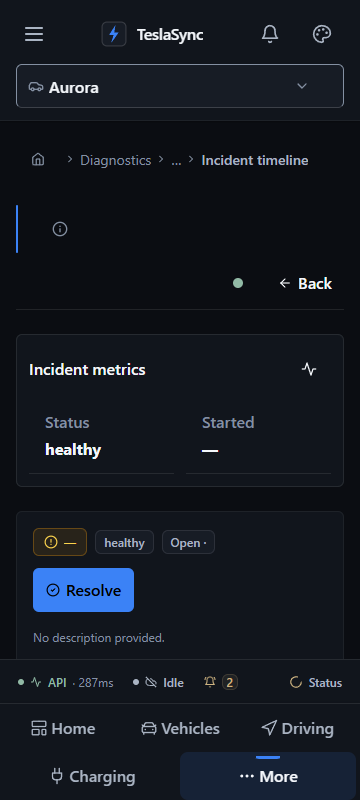 TeslaSync
Aurora
Diagnostics ... Incident timeline
Back
Incident metrics
Status Started
healthy —
— healthy Open ·
Resolve
No description provided.
API · 287ms Idle 2 Status
Home Vehicles Driving
Charging More